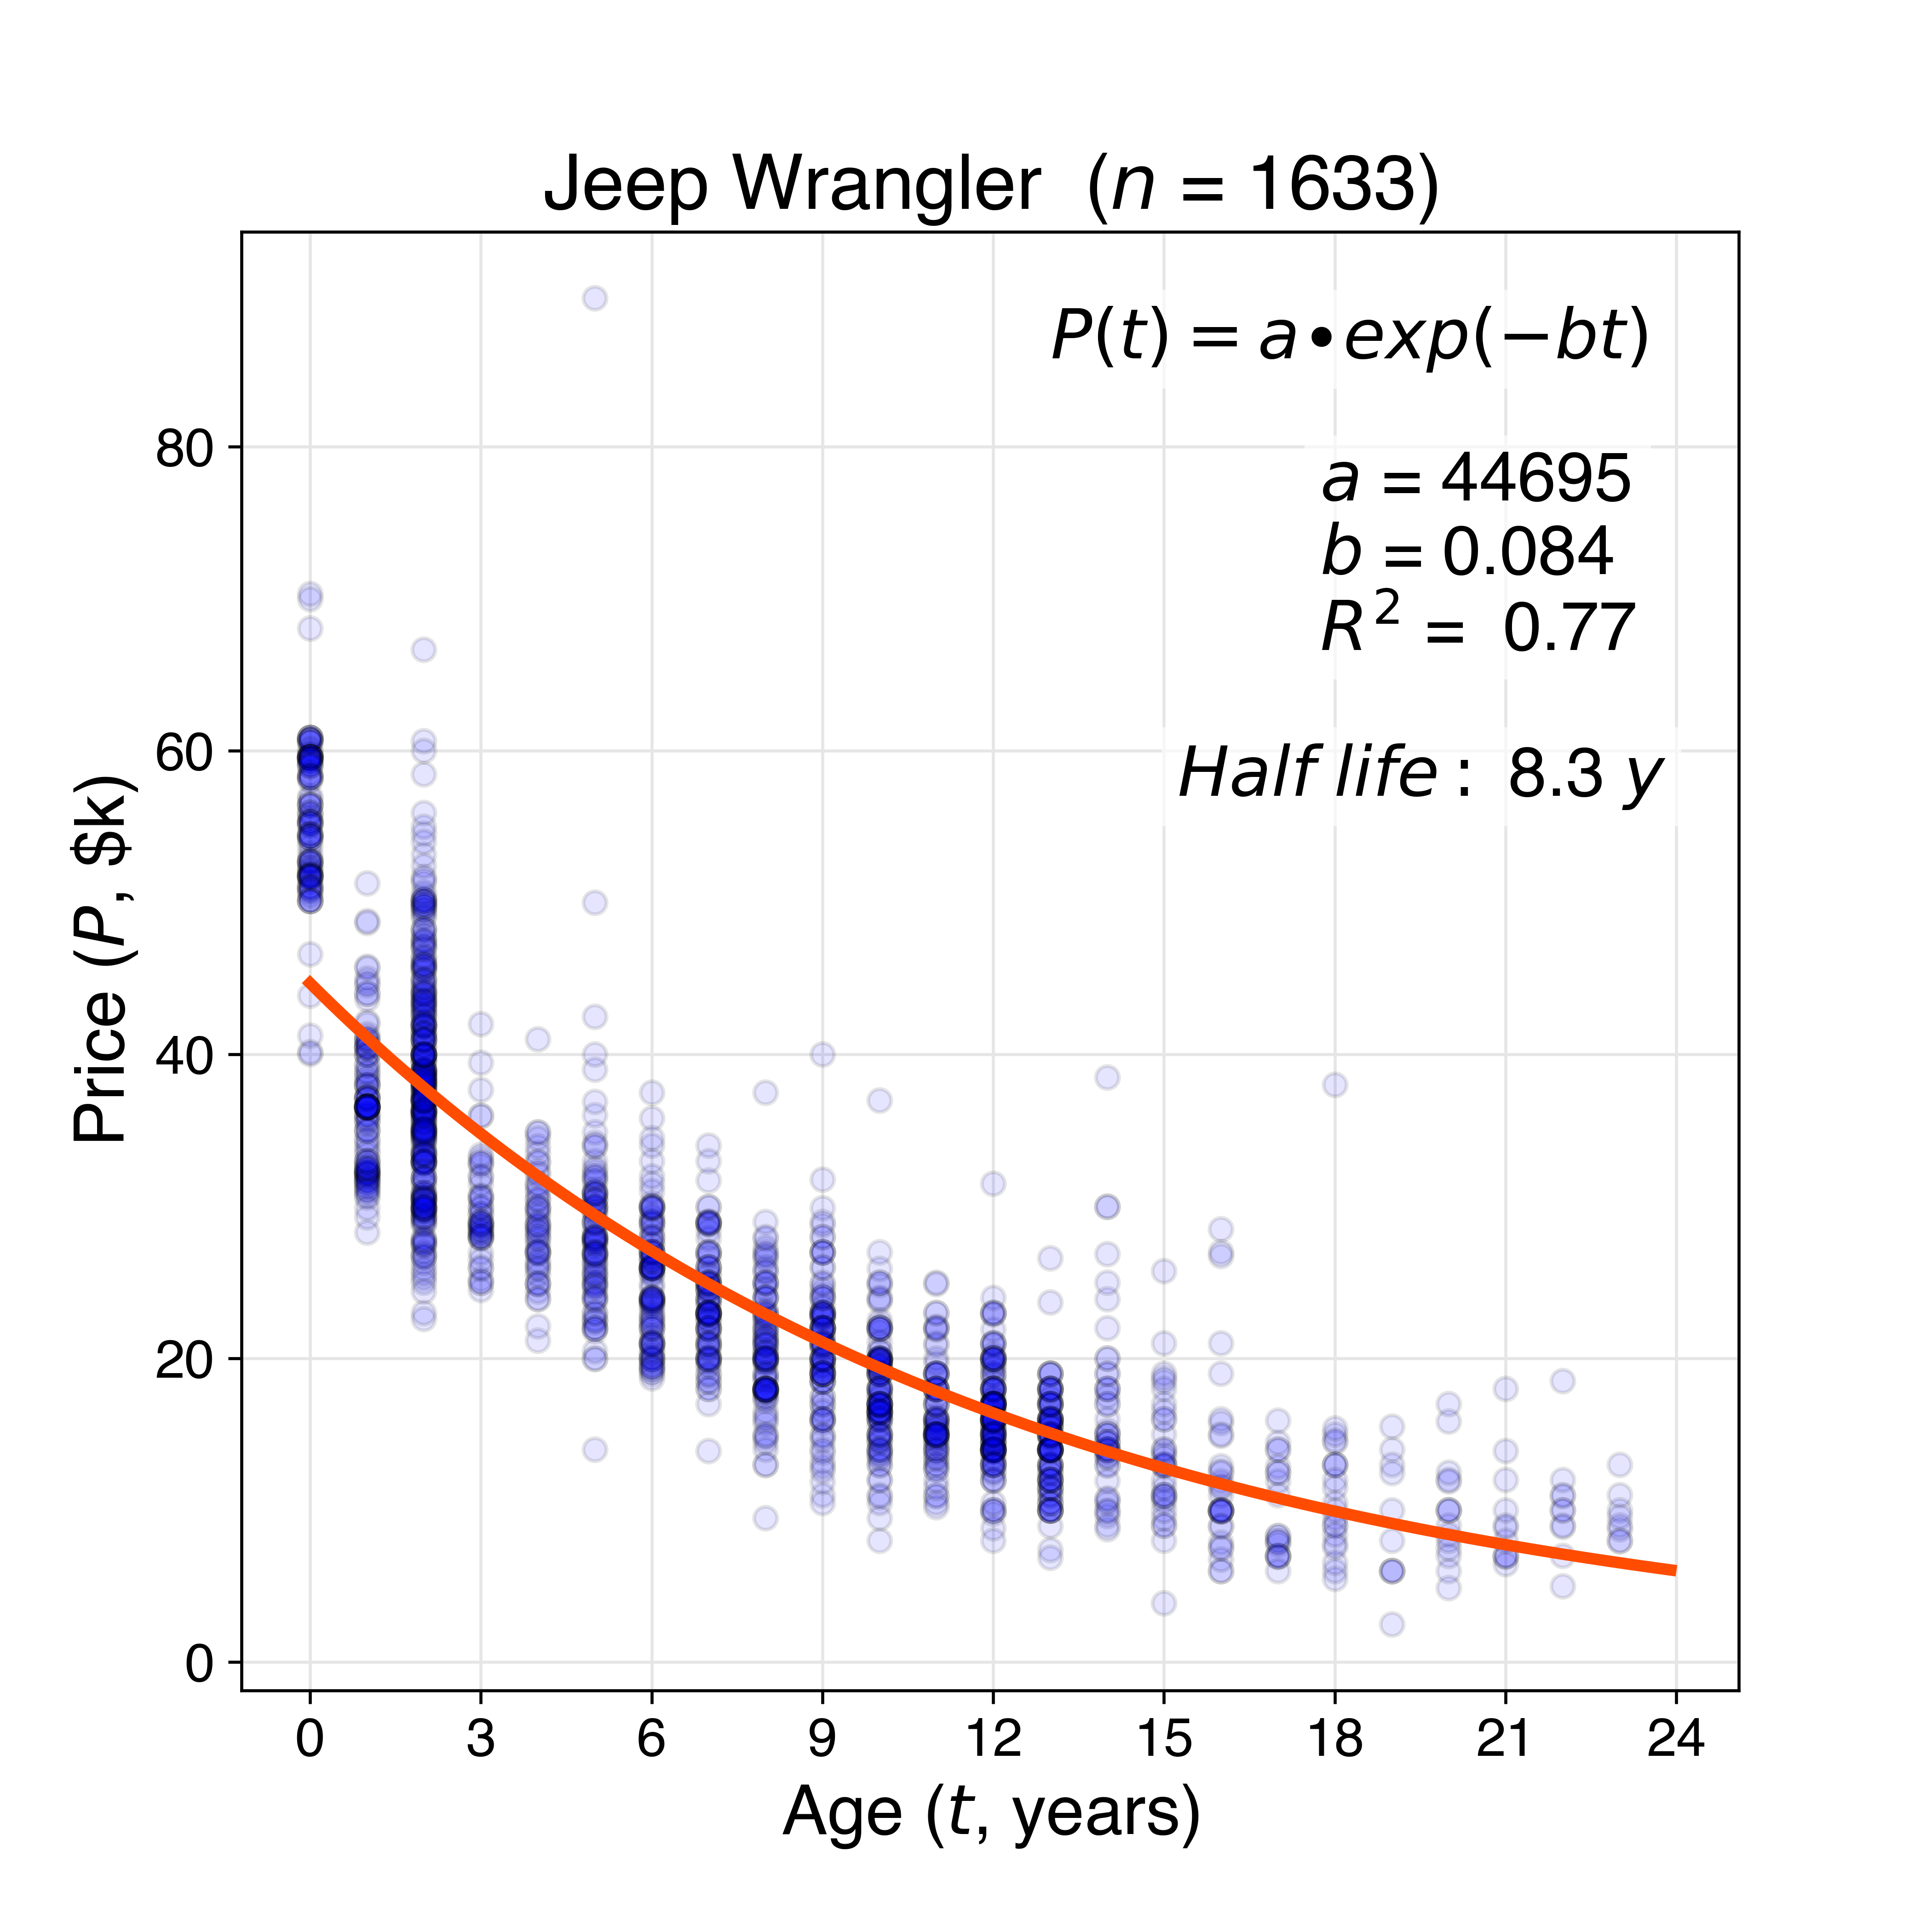 Jeep Wrangler (n = 1633)
P(t) = a•exp(−bt)
80
a = 44695
b = 0.084
R² = 0.77
60
Half life: 8.3 y
Price (P, $k)
40
20
0
0 3 6 9 12 15 18 21 24
Age (t, years)